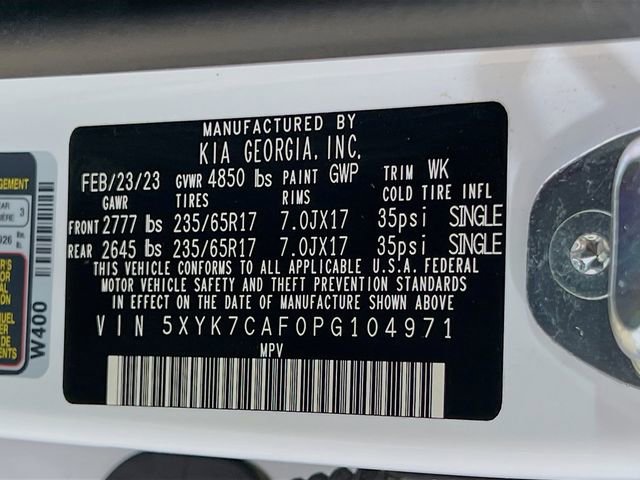 MANUFACTURED BY
KIA GEORGIA, INC.
FEB/23/23 GVWR 4850 lbs PAINT GWP TRIM WK
GAWR TIRES RIMS COLD TIRE INFL
FRONT 2777 lbs 235/65R17 7.0JX17 35psi SINGLE
REAR 2645 lbs 235/65R17 7.0JX17 35psi SINGLE
THIS VEHICLE CONFORMS TO ALL APPLICABLE U.S.A. FEDERAL
MOTOR VEHICLE SAFETY AND THEFT PREVENTION STANDARDS
IN EFFECT ON THE DATE OF MANUFACTURE SHOWN ABOVE
VIN 5XYK7CAF0PG104971
MPV
W400
3
926